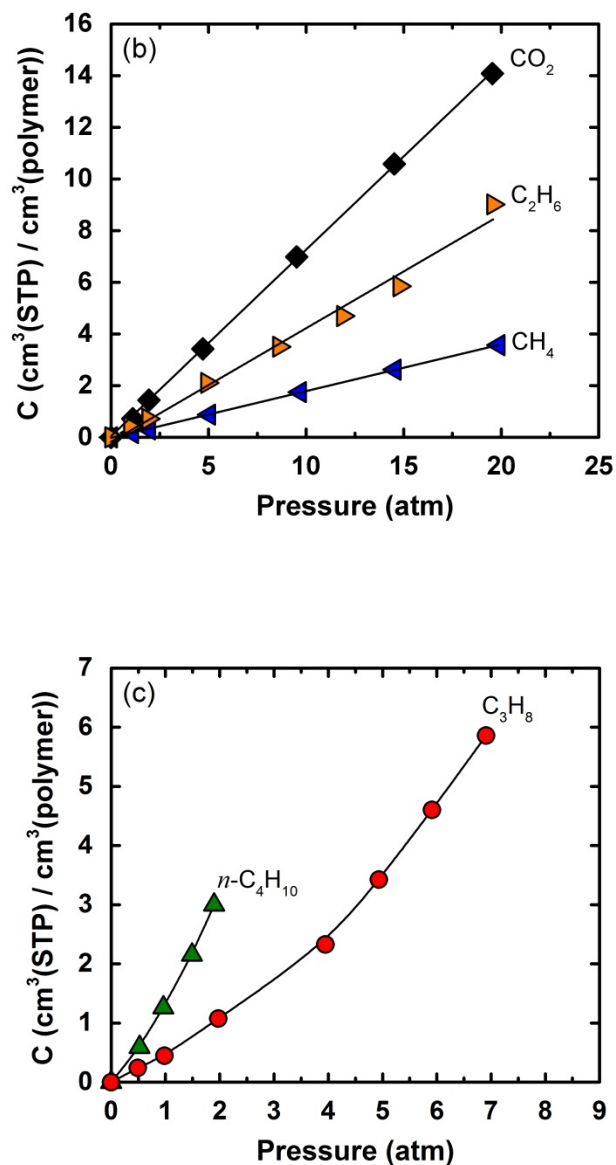 (b)
CO₂
C₂H₆
CH₄
C (cm³(STP) / cm³(polymer))
16
14
12
10
8
6
4
2
0
0 5 10 15 20 25
Pressure (atm)
(c)
C₃H₈
n-C₄H₁₀
C (cm³(STP) / cm³(polymer))
7
6
5
4
3
2
1
0
0 1 2 3 4 5 6 7 8 9
Pressure (atm)